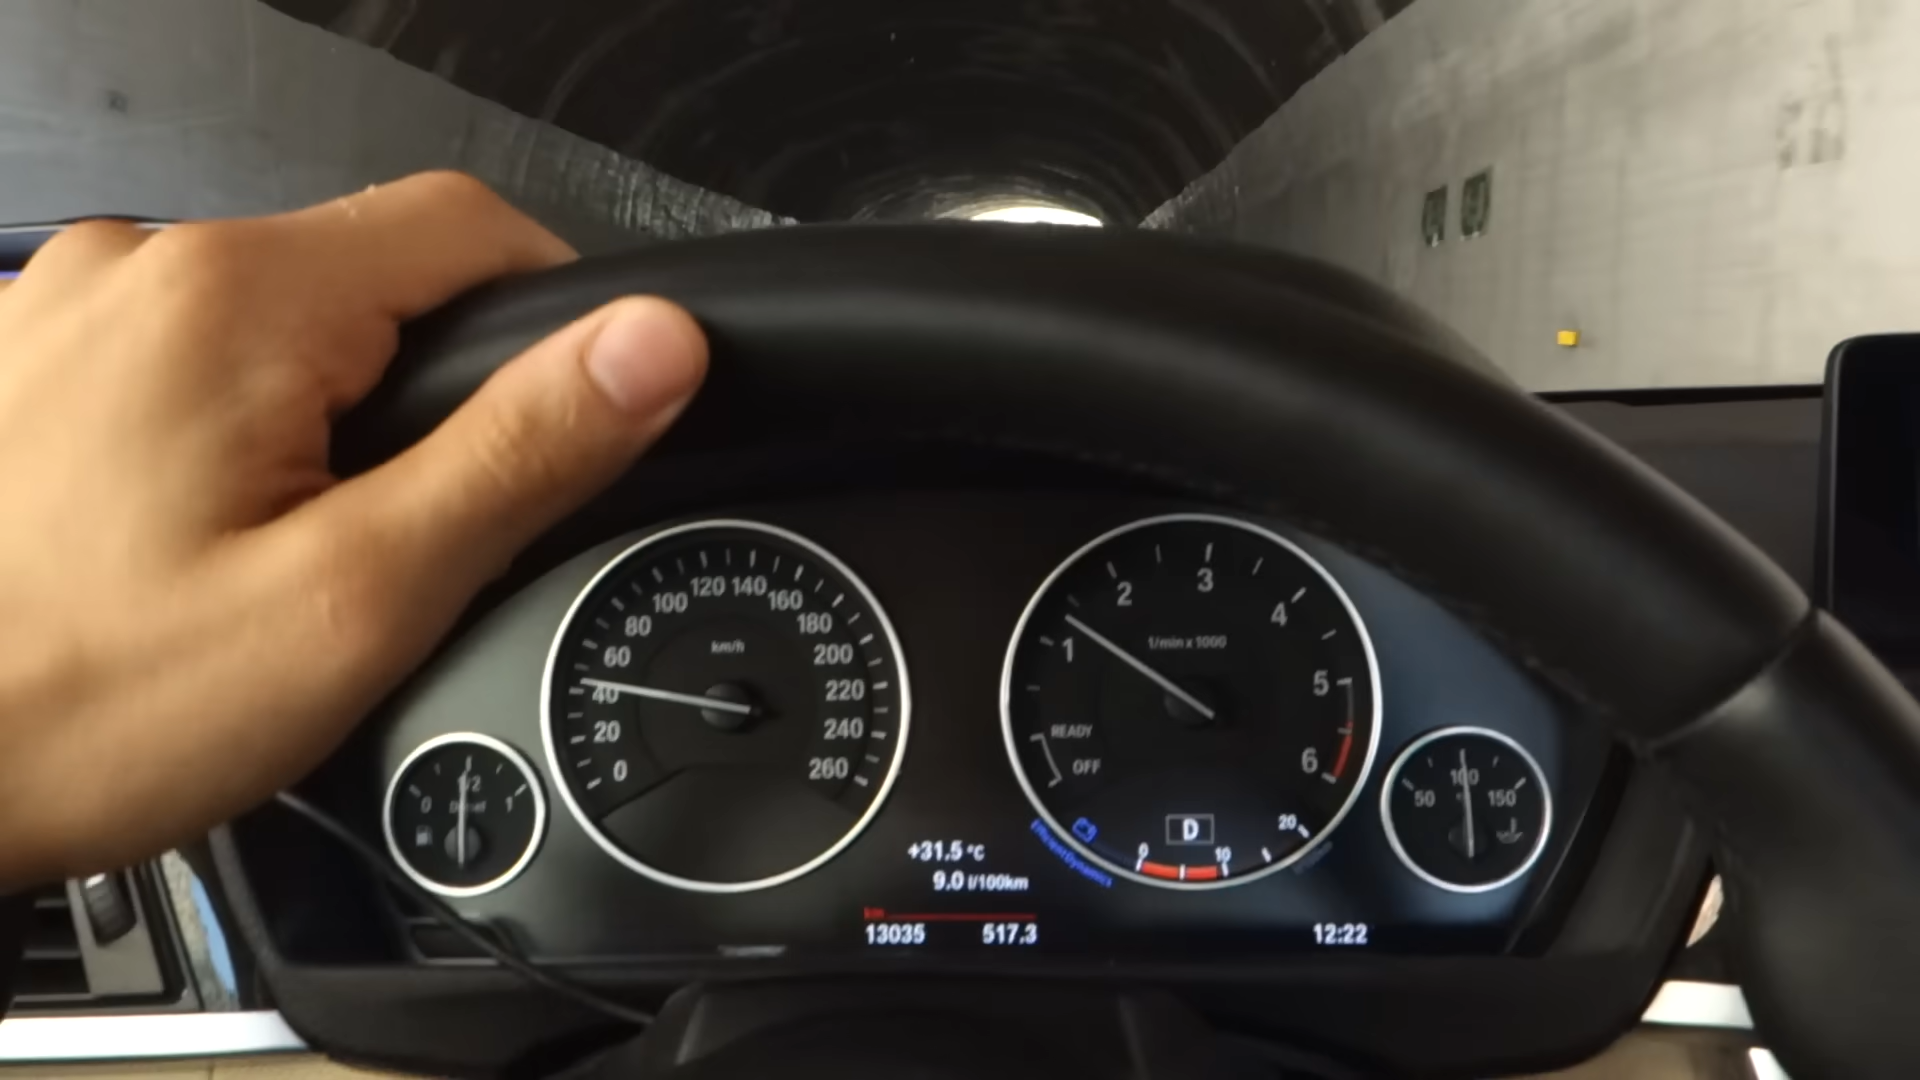 0 1/2 1
Diesel
0 20 40 60 80 100 120 140 160 180 200 220 240 260
km/h
1 2 3 4 5 6
1/min x 1000
READY
OFF
D
0 10 20
EfficientDynamics
50 100 150
°C
+31.5 °C
9.0 l/100km
km
13035 517.3
12:22